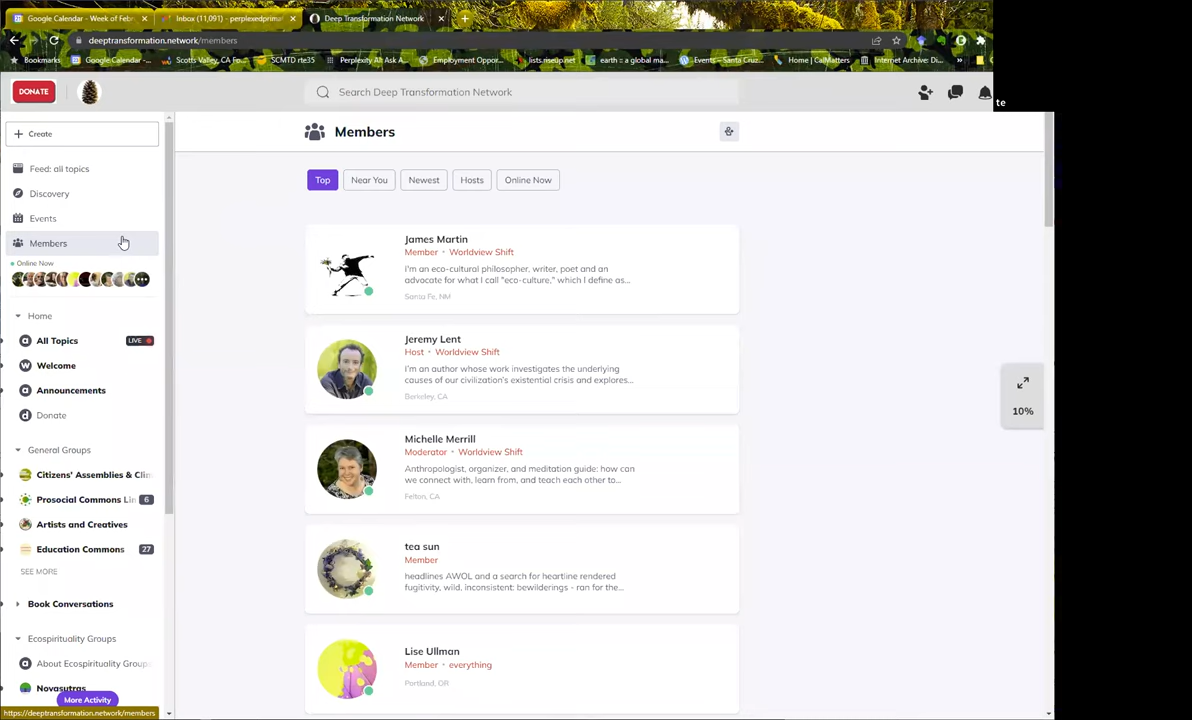 Google Calendar - Week of Febr
Inbox (11,091) - perplexedprimat
Deep Transformation Network
deeptransformation.network/members
Bookmarks
Google Calendar -...
Scotts Valley, CA Fo...
SCMTD rte35
Perplexity All Ask A...
Employment Oppor...
lists.riseup.net
earth :: a global ma...
Events – Santa Cruz...
Home | CalMatters
Internet Archive: Di...
te
DONATE
Search Deep Transformation Network
Create
Feed: all topics
Discovery
Events
Members
Online Now
Home
All Topics
LIVE
Welcome
Announcements
Donate
General Groups
Citizens' Assemblies & Clim
Prosocial Commons Lin
6
Artists and Creatives
Education Commons
27
SEE MORE
Book Conversations
Ecospirituality Groups
About Ecospirituality Groups
Novasutras
More Activity
https://deeptransformation.network/members
Members
Top
Near You
Newest
Hosts
Online Now
James Martin
Member • Worldview Shift
I'm an eco-cultural philosopher, writer, poet and an
advocate for what I call "eco-culture," which I define as...
Santa Fe, NM
Jeremy Lent
Host • Worldview Shift
I'm an author whose work investigates the underlying
causes of our civilization's existential crisis and explores...
Berkeley, CA
Michelle Merrill
Moderator • Worldview Shift
Anthropologist, organizer, and meditation guide: how can
we connect with, learn from, and teach each other to...
Felton, CA
tea sun
Member
headlines AWOL and a search for heartline rendered
fugitivity, wild, inconsistent: bewilderings - ran for the...
Lise Ullman
Member • everything
Portland, OR
10%